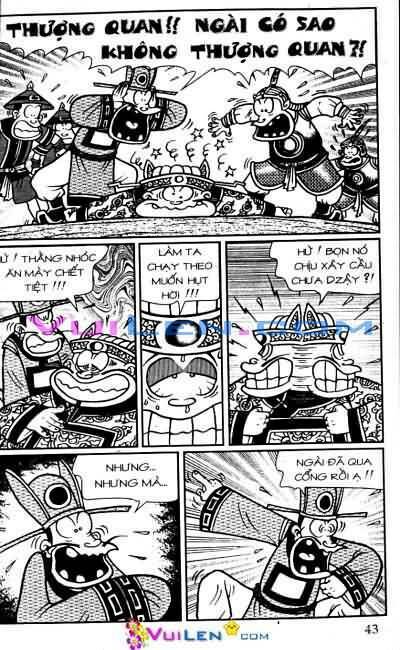 THƯỢNG QUAN!! NGÀI CÓ SAO
KHÔNG THƯỢNG QUAN?!
Ử! THẰNG NHÓC
ĂN MÀY CHẾT
TIỆT!!!
LÀM TA
CHẠY THEO
MUỐN HỤT
HƠI!!!
HỪ! BỌN NÓ
CHỊU XÂY CẦU
CHƯA DZẬY?!
VUILEN.COM
NHƯNG...
NHƯNG MÀ...
NGÀI ĐÃ QUA
CỔNG RỒI Ạ!!
43
VUILEN.COM